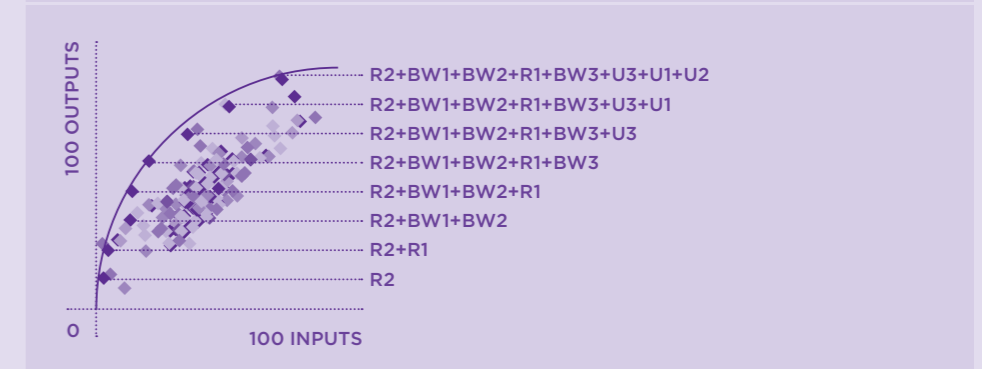 100 OUTPUTS
R2+BW1+BW2+R1+BW3+U3+U1+U2
R2+BW1+BW2+R1+BW3+U3+U1
R2+BW1+BW2+R1+BW3+U3
R2+BW1+BW2+R1+BW3
R2+BW1+BW2+R1
R2+BW1+BW2
R2+R1
R2
0
100 INPUTS